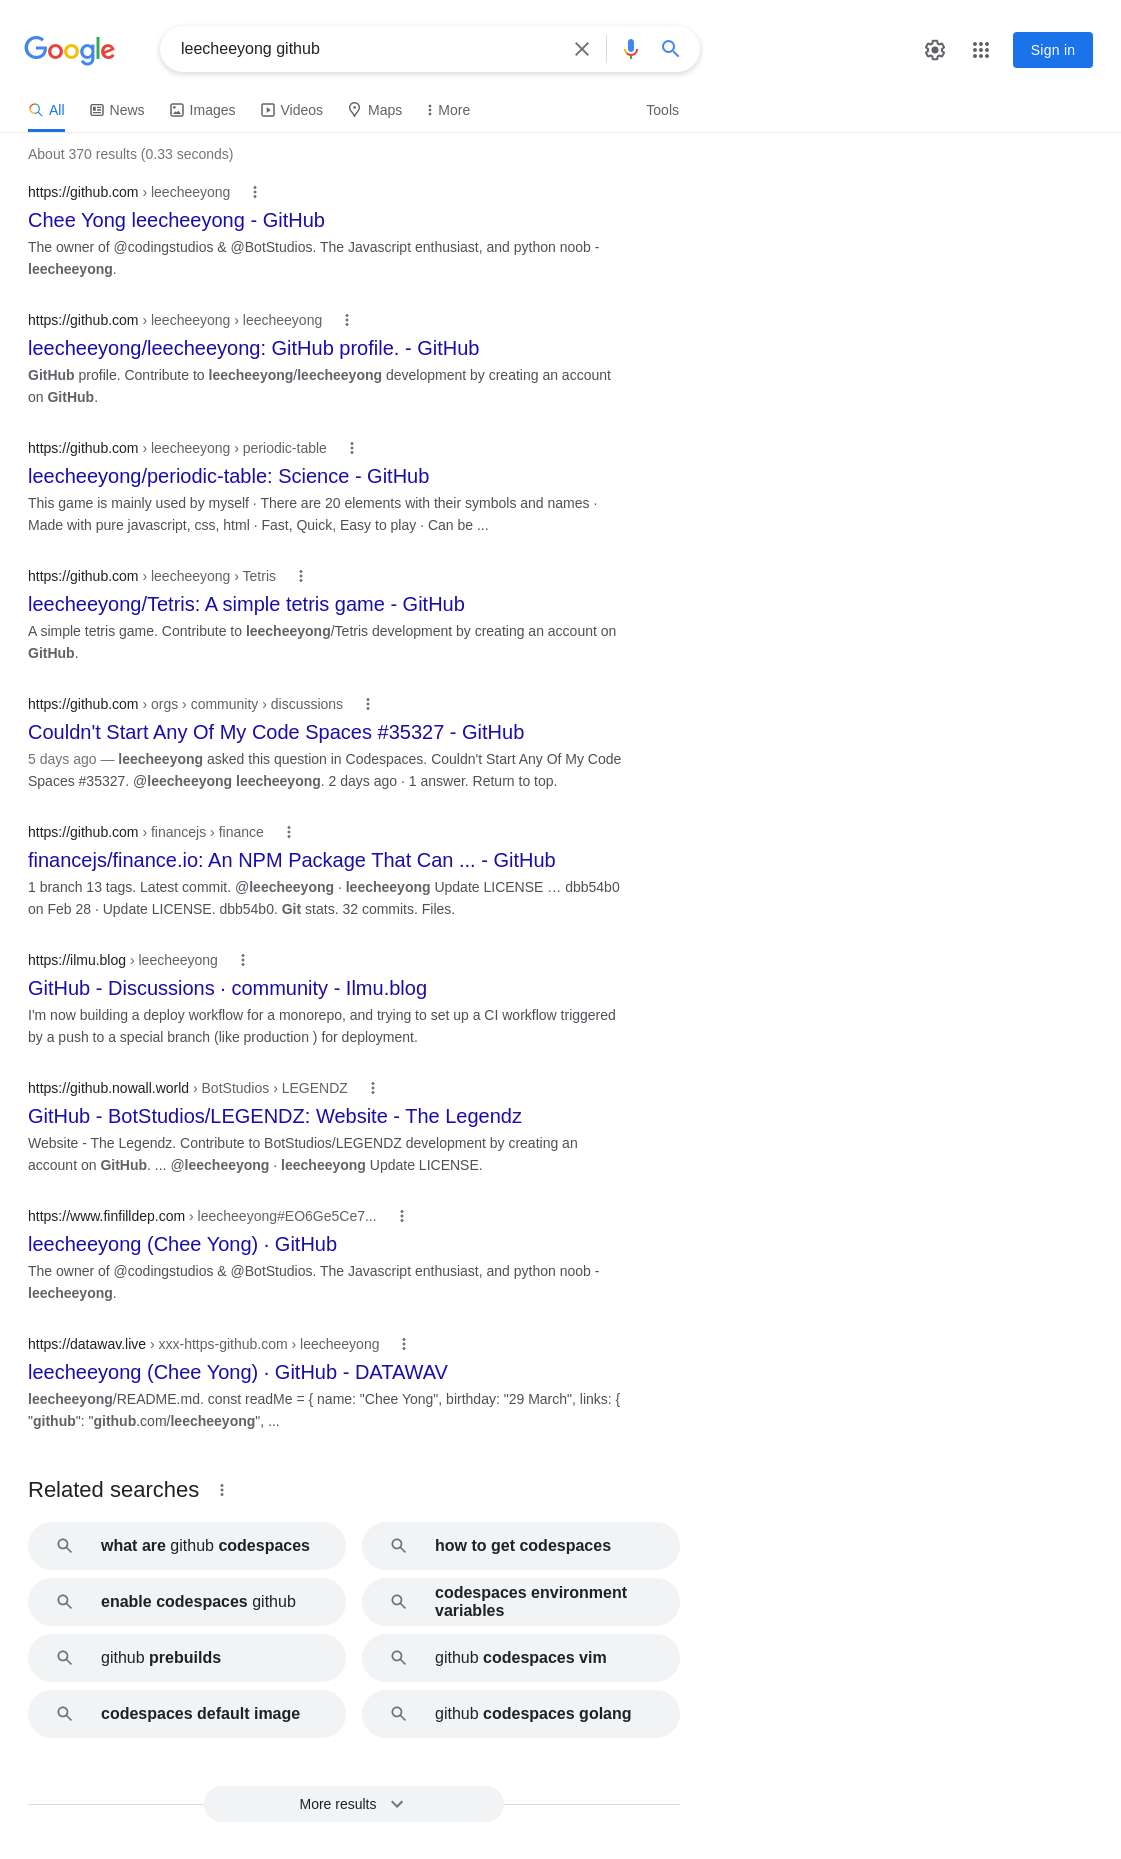 Google
leecheeyong github
Sign in
All News Images Videos Maps More Tools
About 370 results (0.33 seconds)
https://github.com › leecheeyong
Chee Yong leecheeyong - GitHub
The owner of @codingstudios & @BotStudios. The Javascript enthusiast, and python noob -
leecheeyong.
https://github.com › leecheeyong › leecheeyong
leecheeyong/leecheeyong: GitHub profile. - GitHub
GitHub profile. Contribute to leecheeyong/leecheeyong development by creating an account
on GitHub.
https://github.com › leecheeyong › periodic-table
leecheeyong/periodic-table: Science - GitHub
This game is mainly used by myself · There are 20 elements with their symbols and names ·
Made with pure javascript, css, html · Fast, Quick, Easy to play · Can be ...
https://github.com › leecheeyong › Tetris
leecheeyong/Tetris: A simple tetris game - GitHub
A simple tetris game. Contribute to leecheeyong/Tetris development by creating an account on
GitHub.
https://github.com › orgs › community › discussions
Couldn't Start Any Of My Code Spaces #35327 - GitHub
5 days ago — leecheeyong asked this question in Codespaces. Couldn't Start Any Of My Code
Spaces #35327. @leecheeyong leecheeyong. 2 days ago · 1 answer. Return to top.
https://github.com › financejs › finance
financejs/finance.io: An NPM Package That Can ... - GitHub
1 branch 13 tags. Latest commit. @leecheeyong · leecheeyong Update LICENSE … dbb54b0
on Feb 28 · Update LICENSE. dbb54b0. Git stats. 32 commits. Files.
https://ilmu.blog › leecheeyong
GitHub - Discussions · community - Ilmu.blog
I'm now building a deploy workflow for a monorepo, and trying to set up a CI workflow triggered
by a push to a special branch (like production ) for deployment.
https://github.nowall.world › BotStudios › LEGENDZ
GitHub - BotStudios/LEGENDZ: Website - The Legendz
Website - The Legendz. Contribute to BotStudios/LEGENDZ development by creating an
account on GitHub. ... @leecheeyong · leecheeyong Update LICENSE.
https://www.finfilldep.com › leecheeyong#EO6Ge5Ce7...
leecheeyong (Chee Yong) · GitHub
The owner of @codingstudios & @BotStudios. The Javascript enthusiast, and python noob -
leecheeyong.
https://datawav.live › xxx-https-github.com › leecheeyong
leecheeyong (Chee Yong) · GitHub - DATAWAV
leecheeyong/README.md. const readMe = { name: "Chee Yong", birthday: "29 March", links: {
"github": "github.com/leecheeyong", ...
Related searches
what are github codespaces
how to get codespaces
enable codespaces github
codespaces environment
variables
github prebuilds
github codespaces vim
codespaces default image
github codespaces golang
More results